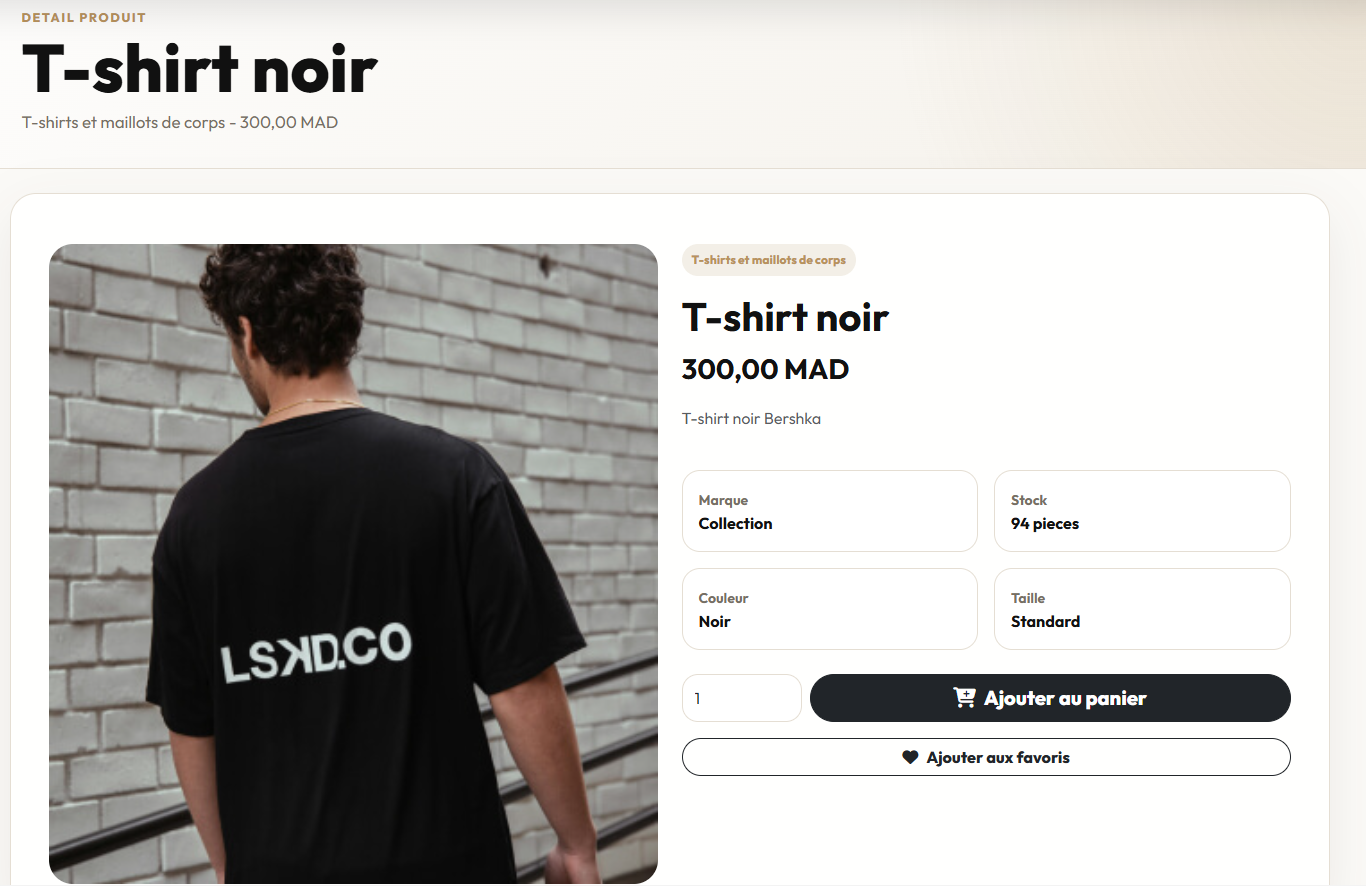 DETAIL PRODUIT
T-shirt noir
T-shirts et maillots de corps - 300,00 MAD
T-shirts et maillots de corps
T-shirt noir
300,00 MAD
T-shirt noir Bershka
Marque
Collection
Stock
94 pieces
Couleur
Noir
Taille
Standard
LSKD.CO
1
Ajouter au panier
Ajouter aux favoris